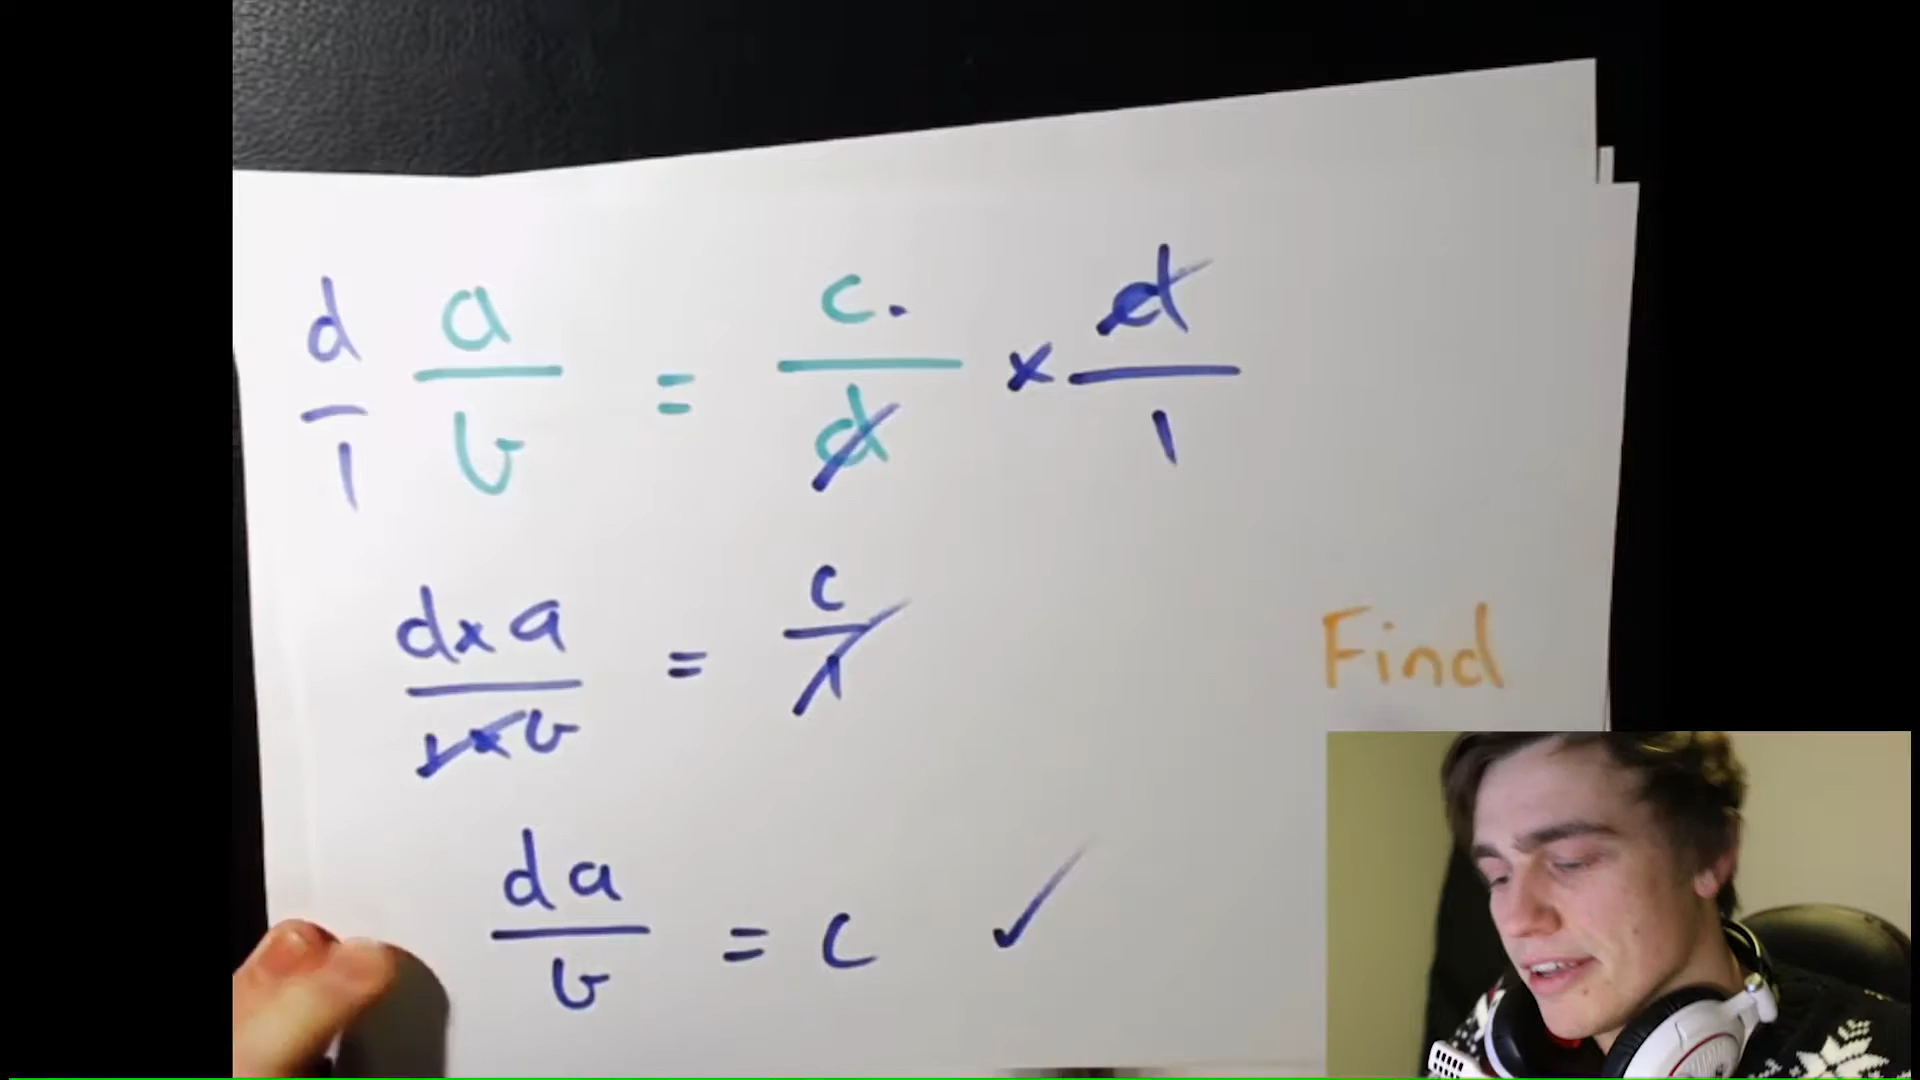 d/1 a/b = c·/d × d/1
d×a/1×b = c/1
Find
da/b = c ✓